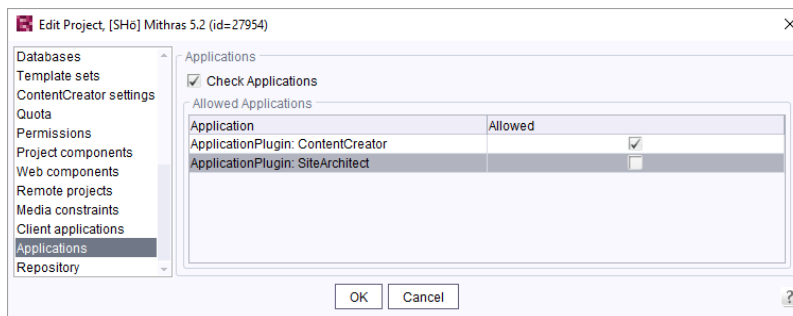 Edit Project, [SHö] Mithras 5.2 (id=27954)
Databases
Template sets
ContentCreator settings
Quota
Permissions
Project components
Web components
Remote projects
Media constraints
Client applications
Applications
Repository
Applications
Check Applications
Allowed Applications
Application Allowed
ApplicationPlugin: ContentCreator
ApplicationPlugin: SiteArchitect
OK Cancel
?